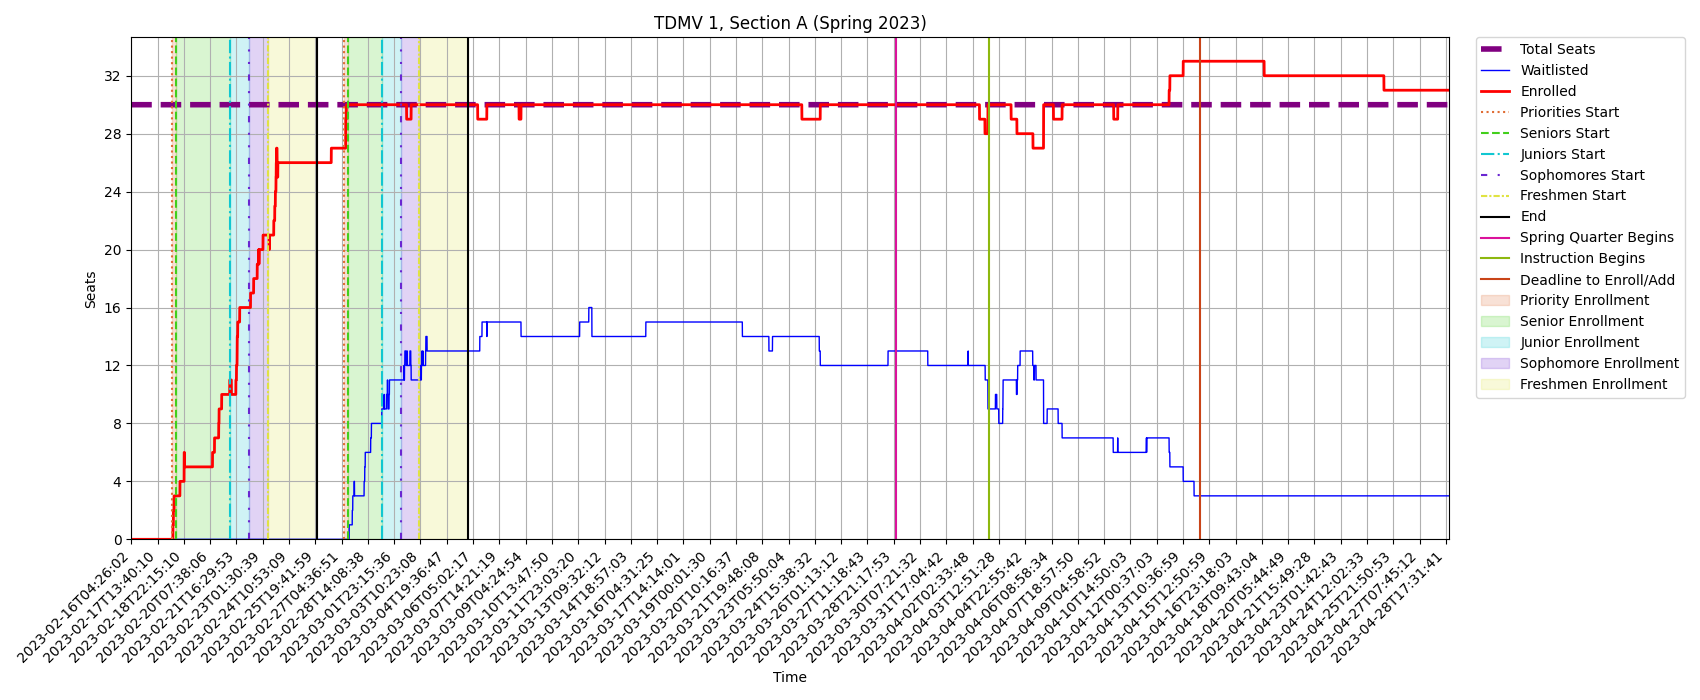 TDMV 1, Section A (Spring 2023)
Seats
32
28
24
20
16
12
8
4
0
2023-02-16T04:26:02
2023-02-17T13:40:10
2023-02-18T22:15:10
2023-02-20T07:38:06
2023-02-21T16:29:53
2023-02-23T01:30:39
2023-02-24T10:53:09
2023-02-25T19:41:59
2023-02-27T04:36:51
2023-02-28T14:08:38
2023-03-01T23:15:36
2023-03-03T10:23:08
2023-03-04T19:36:47
2023-03-06T05:02:17
2023-03-07T14:21:19
2023-03-09T04:24:54
2023-03-10T13:47:50
2023-03-11T23:03:20
2023-03-13T09:32:12
2023-03-14T18:57:03
2023-03-16T04:31:25
2023-03-17T14:14:01
2023-03-19T00:01:30
2023-03-20T10:16:37
2023-03-21T19:48:08
2023-03-23T05:50:04
2023-03-24T15:38:32
2023-03-26T01:13:12
2023-03-27T11:18:43
2023-03-28T21:17:53
2023-03-30T07:21:32
2023-03-31T17:04:42
2023-04-02T02:33:48
2023-04-03T12:51:28
2023-04-04T22:55:42
2023-04-06T08:58:34
2023-04-07T18:57:50
2023-04-09T04:58:52
2023-04-10T14:50:03
2023-04-12T00:37:03
2023-04-13T10:36:59
2023-04-15T12:50:59
2023-04-16T23:18:03
2023-04-18T09:43:04
2023-04-20T05:44:49
2023-04-21T15:49:28
2023-04-23T01:42:43
2023-04-24T12:02:33
2023-04-25T21:50:53
2023-04-27T07:45:12
2023-04-28T17:31:41
Time
Total Seats
Waitlisted
Enrolled
Priorities Start
Seniors Start
Juniors Start
Sophomores Start
Freshmen Start
End
Spring Quarter Begins
Instruction Begins
Deadline to Enroll/Add
Priority Enrollment
Senior Enrollment
Junior Enrollment
Sophomore Enrollment
Freshmen Enrollment